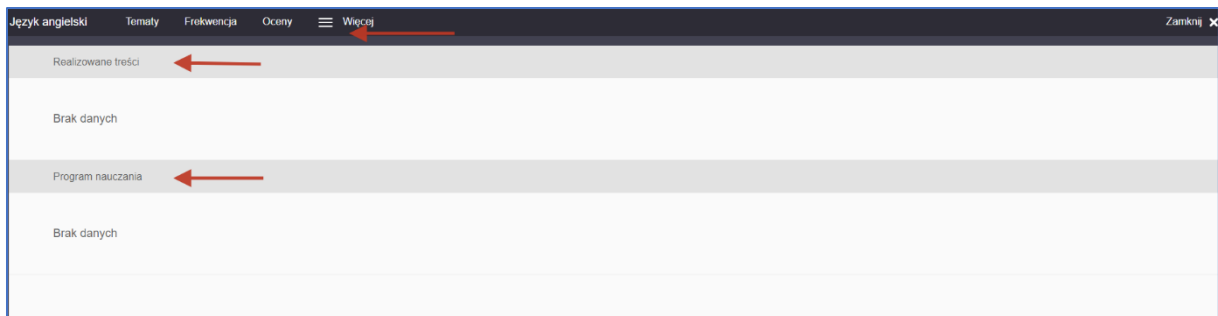 Język angielski Tematy Frekwencja Oceny Więcej Zamknij
Realizowane treści
Brak danych
Program nauczania
Brak danych